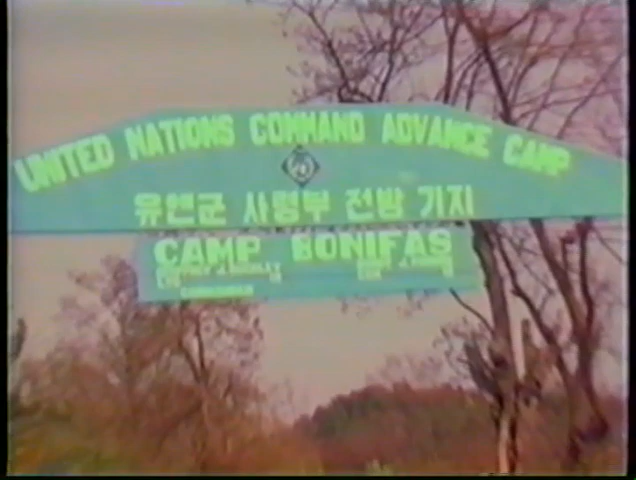 UNITED NATIONS COMMAND ADVANCE CAMP
유엔군 사령부 전방 기지
CAMP BONIFAS